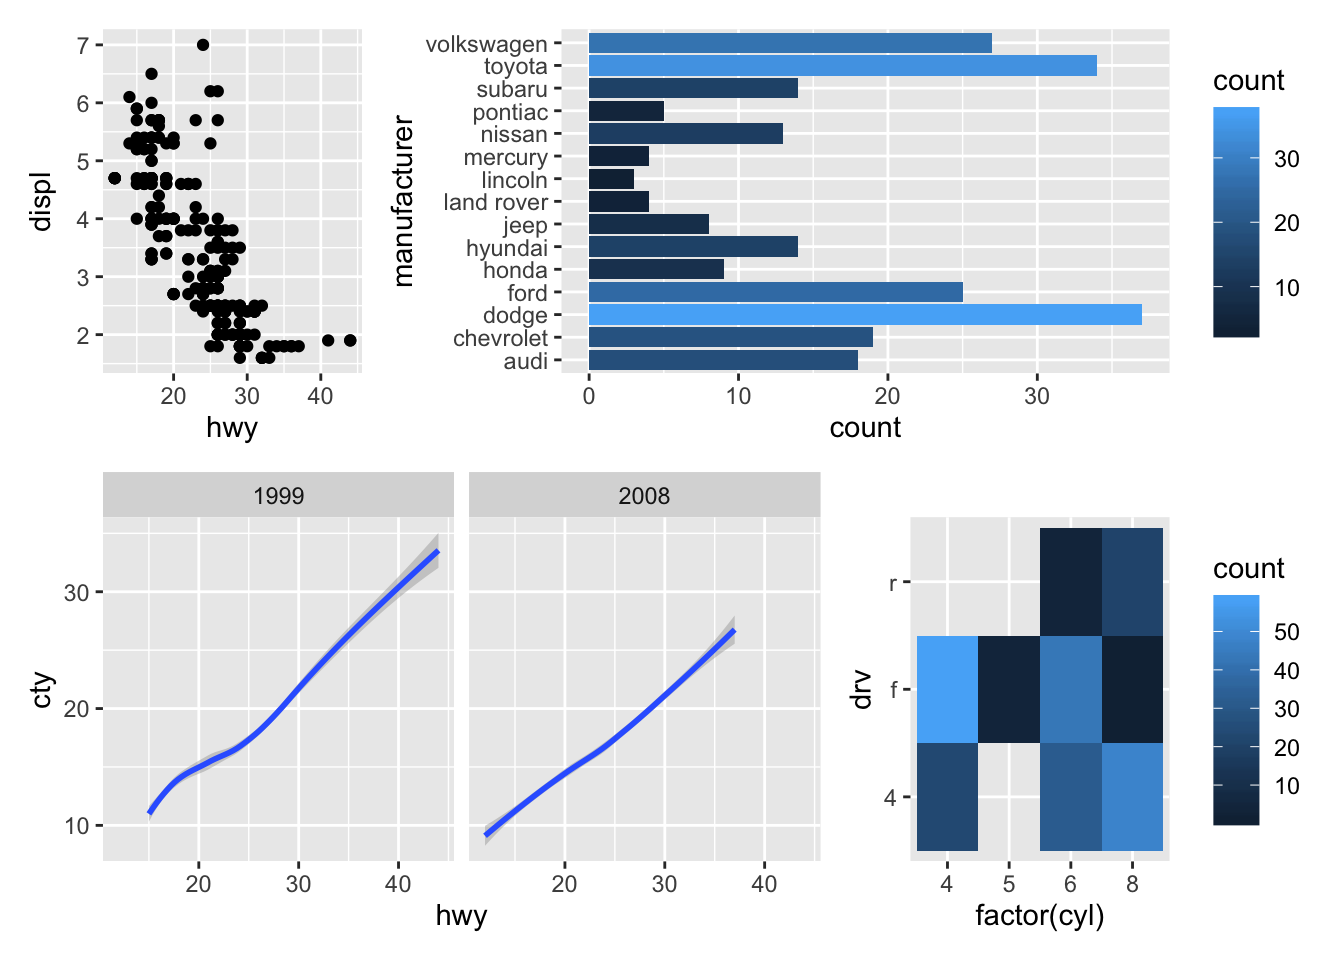 7
6
5
4
3
2
displ
20 30 40
hwy
manufacturer
volkswagen
toyota
subaru
pontiac
nissan
mercury
lincoln
land rover
jeep
hyundai
honda
ford
dodge
chevrolet
audi
0 10 20 30
count
count
30
20
10
1999 2008
cty
30
20
10
20 30 40 20 30 40
hwy
drv
r
f
4
4 5 6 8
factor(cyl)
count
50
40
30
20
10